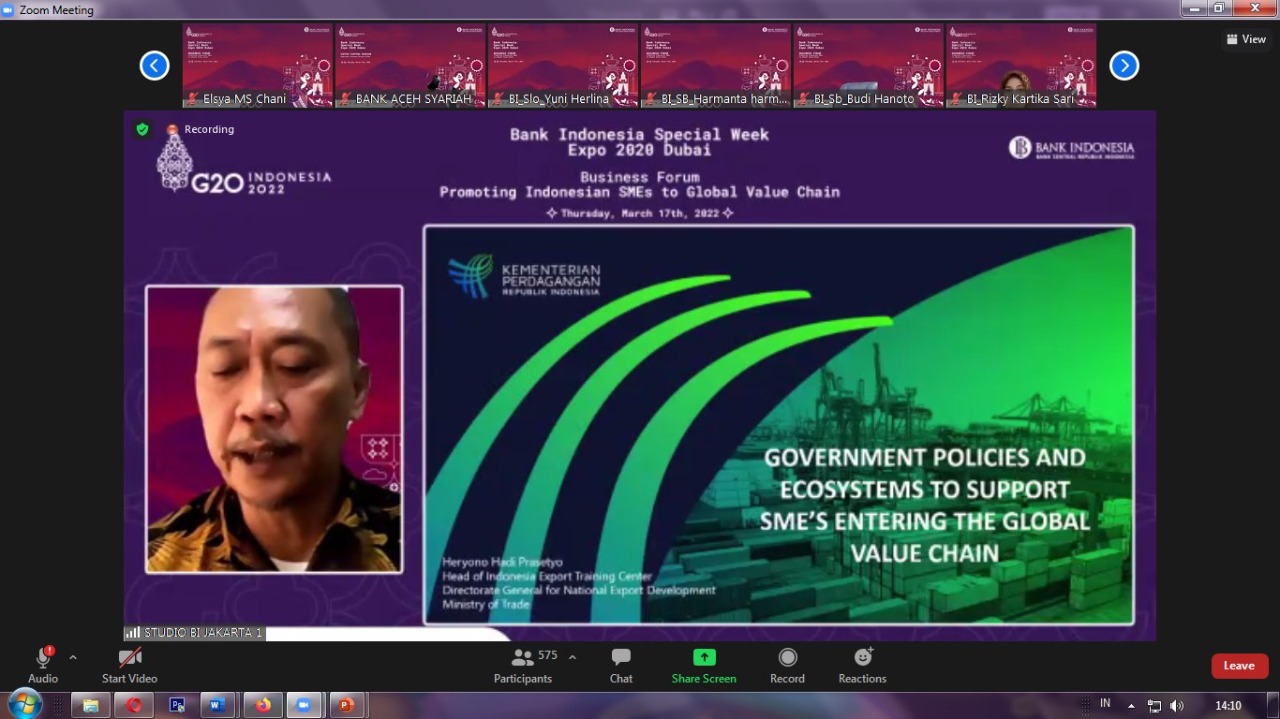 Zoom Meeting
View
Elsya MS Chani
BANK ACEH SYARIAH
BI_Slo_Yuni Herlina
BI_SB_Harmanta harm...
BI_Sb_Budi Hanoto
BI_Rizky Kartika Sari
Recording
G20 INDONESIA
2022
Bank Indonesia Special Week
Expo 2020 Dubai
Business Forum
Promoting Indonesian SMEs to Global Value Chain
Thursday, March 17th, 2022
BANK INDONESIA
BANK SENTRAL REPUBLIK INDONESIA
KEMENTERIAN
PERDAGANGAN
REPUBLIK INDONESIA
GOVERNMENT POLICIES AND
ECOSYSTEMS TO SUPPORT
SME'S ENTERING THE GLOBAL
VALUE CHAIN
Heryono Hadi Prasetyo
Head of Indonesia Export Training Center
Directorate General for National Export Development
Ministry of Trade
STUDIO BI JAKARTA 1
Audio
Start Video
575
Participants
Chat
Share Screen
Record
Reactions
Leave
IN
14:10